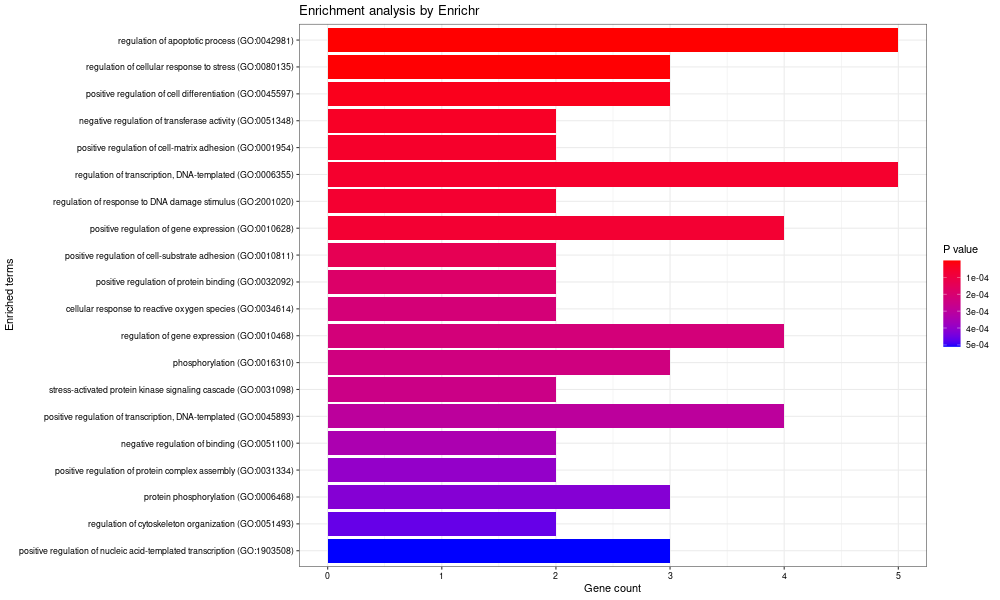 Enrichment analysis by Enrichr
regulation of apoptotic process (GO:0042981)
regulation of cellular response to stress (GO:0080135)
positive regulation of cell differentiation (GO:0045597)
negative regulation of transferase activity (GO:0051348)
positive regulation of cell-matrix adhesion (GO:0001954)
regulation of transcription, DNA-templated (GO:0006355)
regulation of response to DNA damage stimulus (GO:2001020)
positive regulation of gene expression (GO:0010628)
positive regulation of cell-substrate adhesion (GO:0010811)
positive regulation of protein binding (GO:0032092)
cellular response to reactive oxygen species (GO:0034614)
regulation of gene expression (GO:0010468)
phosphorylation (GO:0016310)
stress-activated protein kinase signaling cascade (GO:0031098)
positive regulation of transcription, DNA-templated (GO:0045893)
negative regulation of binding (GO:0051100)
positive regulation of protein complex assembly (GO:0031334)
protein phosphorylation (GO:0006468)
regulation of cytoskeleton organization (GO:0051493)
positive regulation of nucleic acid-templated transcription (GO:1903508)
Enriched terms
0 1 2 3 4 5
Gene count
P value
1e-04
2e-04
3e-04
4e-04
5e-04